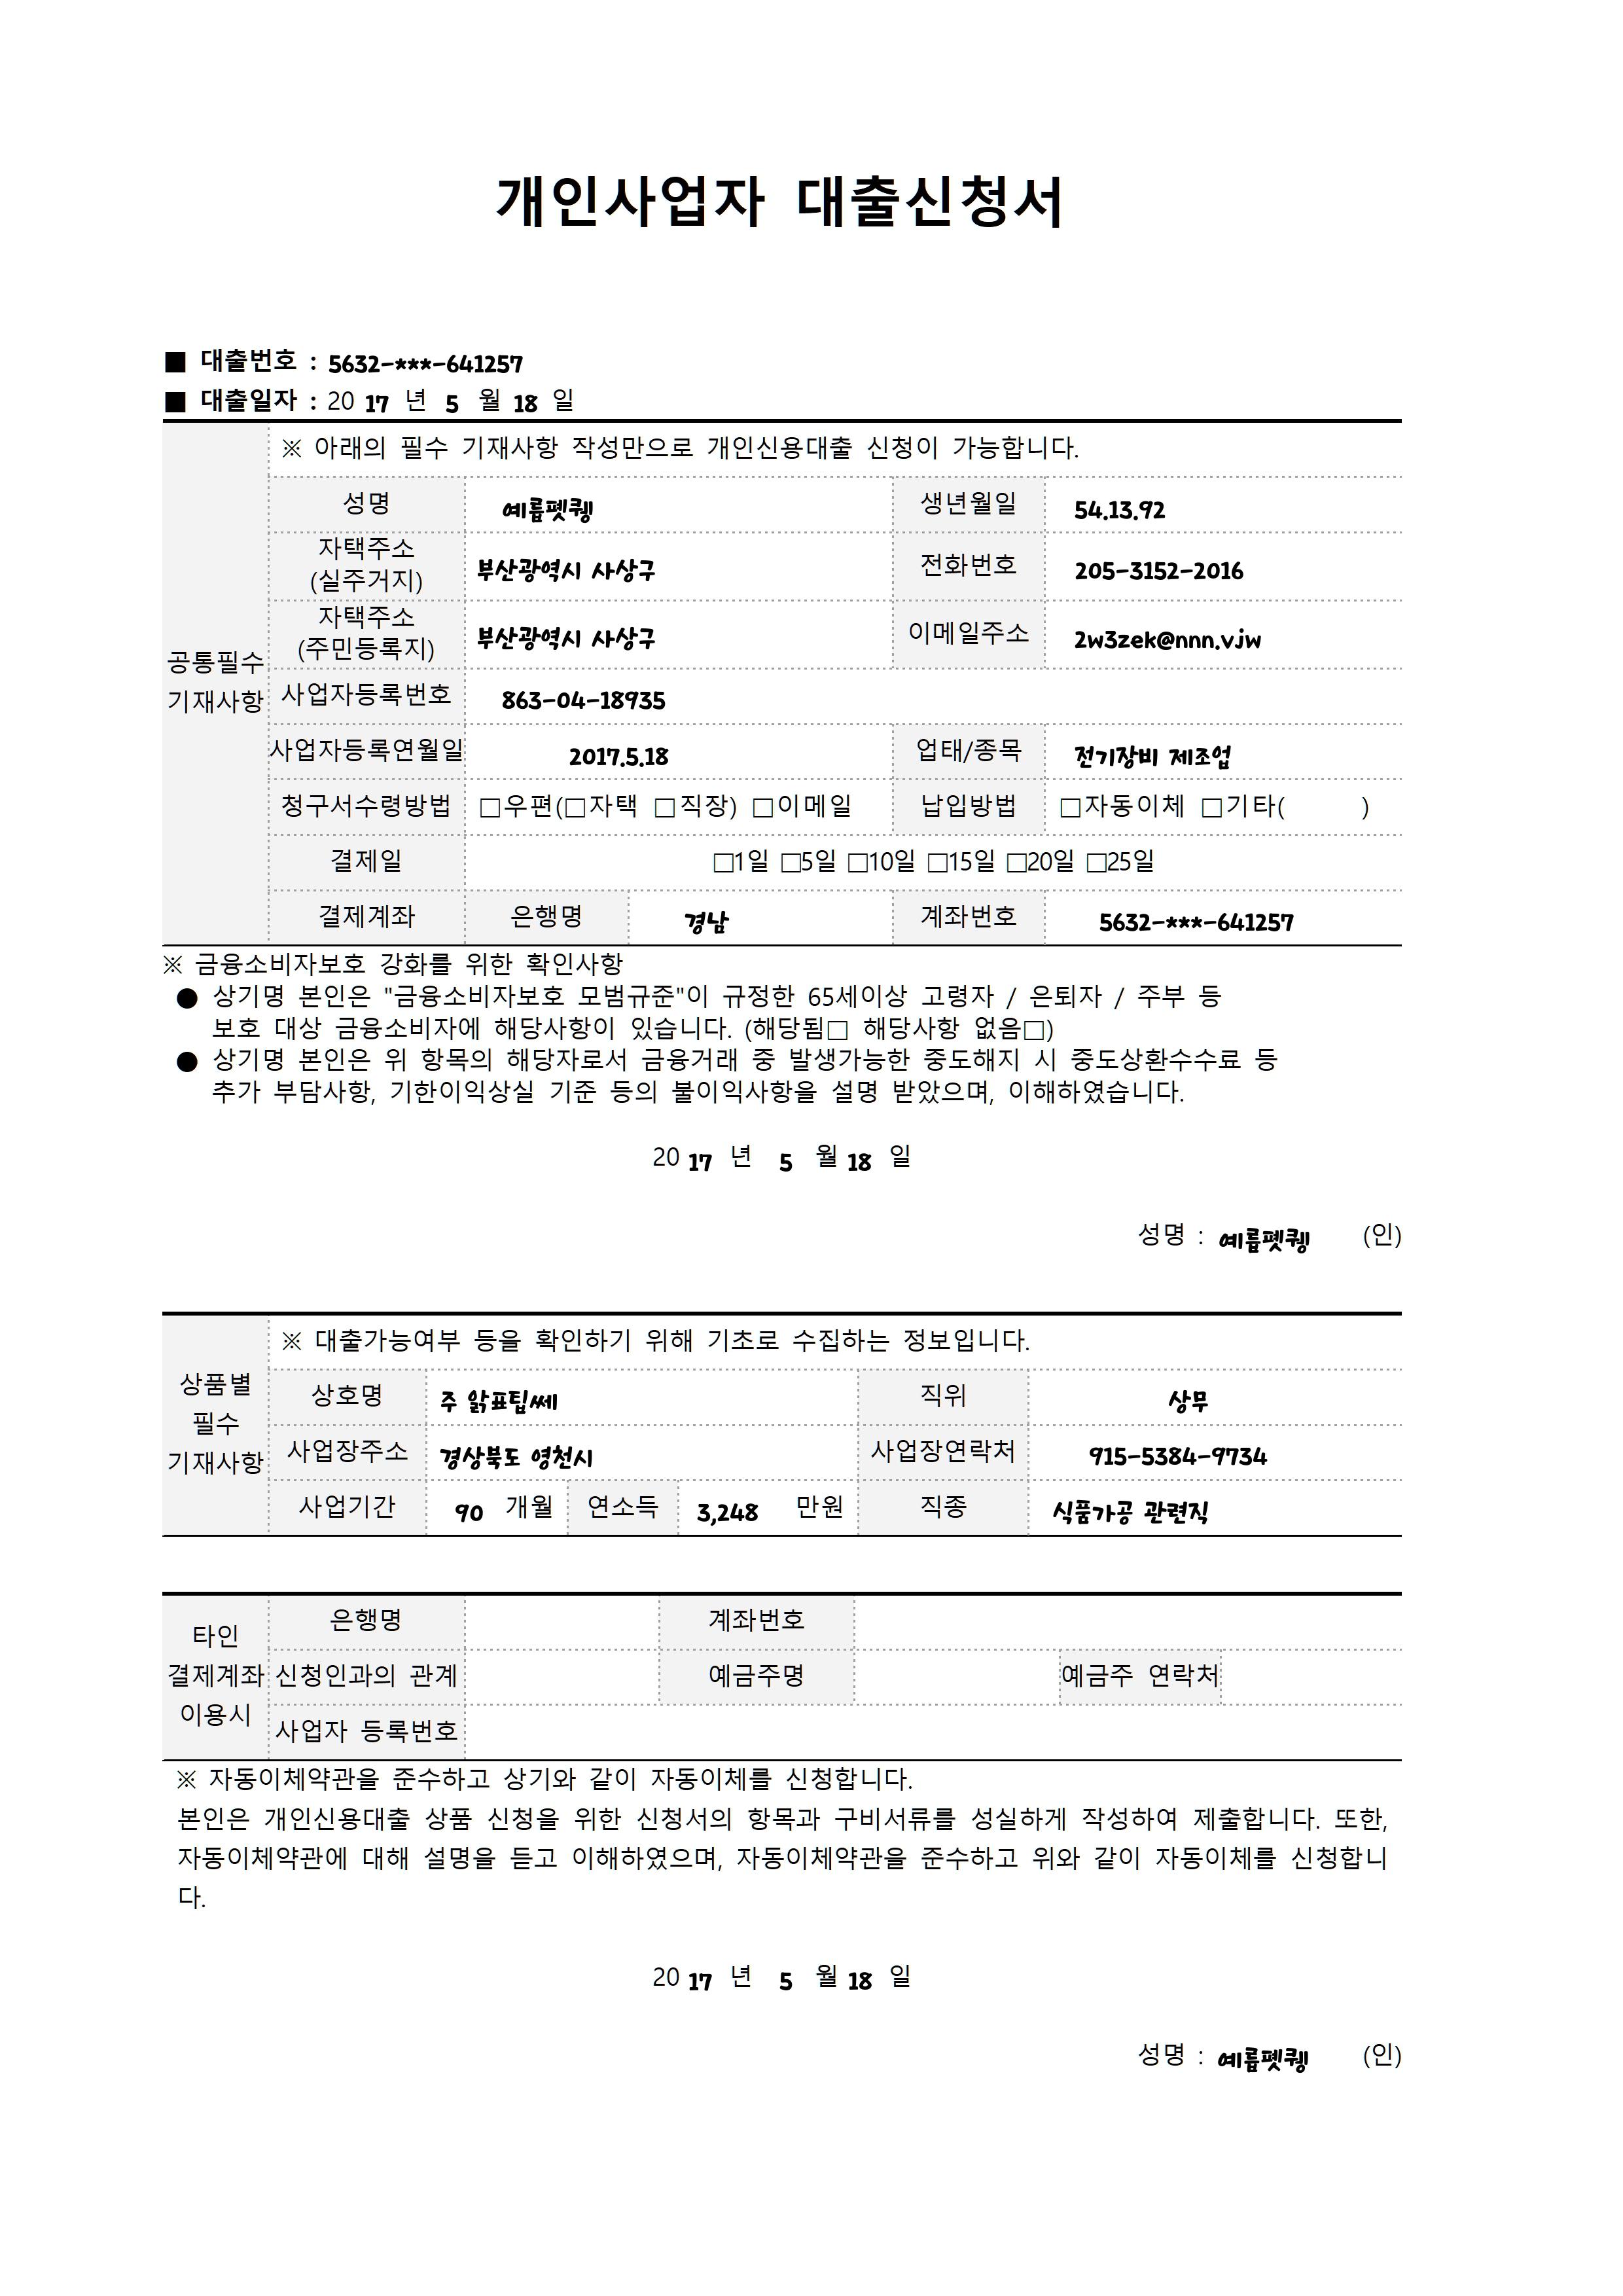 개인사업자 대출신청서
■ 대출번호 : 5632-***-641257
■ 대출일자 : 20 17 년 5 월 18 일
※ 아래의 필수 기재사항 작성만으로 개인신용대출 신청이 가능합니다.
공통필수 기재사항
성명 예릅펫퀭 생년월일 54.13.92
자택주소 (실주거지) 부산광역시 사상구 전화번호 205-3152-2016
자택주소 (주민등록지) 부산광역시 사상구 이메일주소 2w3zek@nnn.vjw
사업자등록번호 863-04-18935
사업자등록연월일 2017.5.18 업태/종목 전기장비 제조업
청구서수령방법 □우편(□자택 □직장) □이메일 납입방법 □자동이체 □기타( )
결제일 □1일 □5일 □10일 □15일 □20일 □25일
결제계좌 은행명 경남 계좌번호 5632-***-641257
※ 금융소비자보호 강화를 위한 확인사항
● 상기명 본인은 "금융소비자보호 모범규준"이 규정한 65세이상 고령자 / 은퇴자 / 주부 등
보호 대상 금융소비자에 해당사항이 있습니다. (해당됨□ 해당사항 없음□)
● 상기명 본인은 위 항목의 해당자로서 금융거래 중 발생가능한 중도해지 시 중도상환수수료 등
추가 부담사항, 기한이익상실 기준 등의 불이익사항을 설명 받았으며, 이해하였습니다.
20 17 년 5 월 18 일
성명 : 예릅펫퀭 (인)
※ 대출가능여부 등을 확인하기 위해 기초로 수집하는 정보입니다.
상품별 필수 기재사항
상호명 주 앍표팁쎄 직위 상무
사업장주소 경상북도 영천시 사업장연락처 915-5384-9734
사업기간 90 개월 연소득 3,248 만원 직종 식품가공 관련직
타인 결제계좌 이용시
은행명 계좌번호
신청인과의 관계 예금주명 예금주 연락처
사업자 등록번호
※ 자동이체약관을 준수하고 상기와 같이 자동이체를 신청합니다.
본인은 개인신용대출 상품 신청을 위한 신청서의 항목과 구비서류를 성실하게 작성하여 제출합니다. 또한,
자동이체약관에 대해 설명을 듣고 이해하였으며, 자동이체약관을 준수하고 위와 같이 자동이체를 신청합니
다.
20 17 년 5 월 18 일
성명 : 예릅펫퀭 (인)